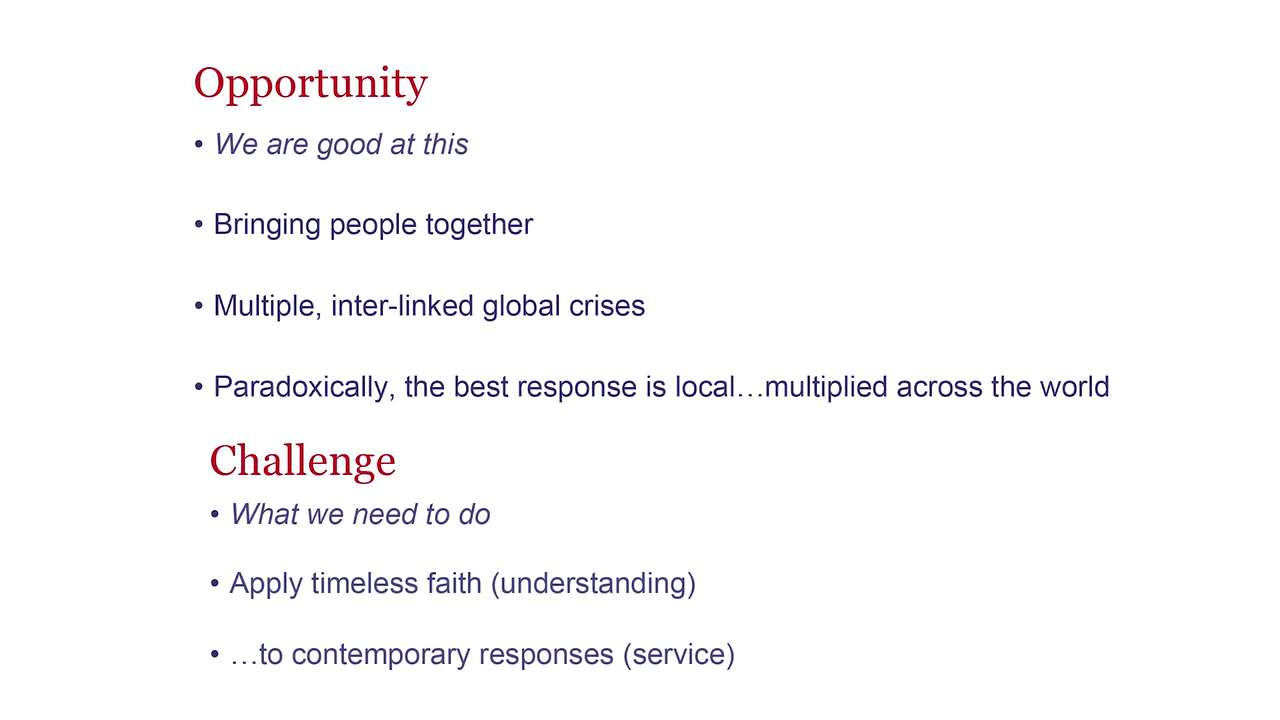 Opportunity
• We are good at this
• Bringing people together
• Multiple, inter-linked global crises
• Paradoxically, the best response is local…multiplied across the world
Challenge
• What we need to do
• Apply timeless faith (understanding)
• …to contemporary responses (service)